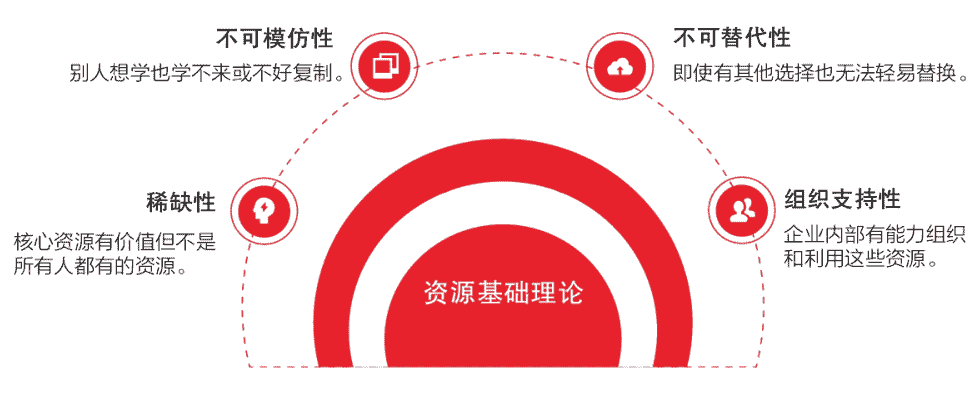 不可模仿性
别人想学也学不来或不好复制。
不可替代性
即使有其他选择也无法轻易替换。
稀缺性
核心资源有价值但不是
所有人都有的资源。
组织支持性
企业内部有能力组织
和利用这些资源。
资源基础理论